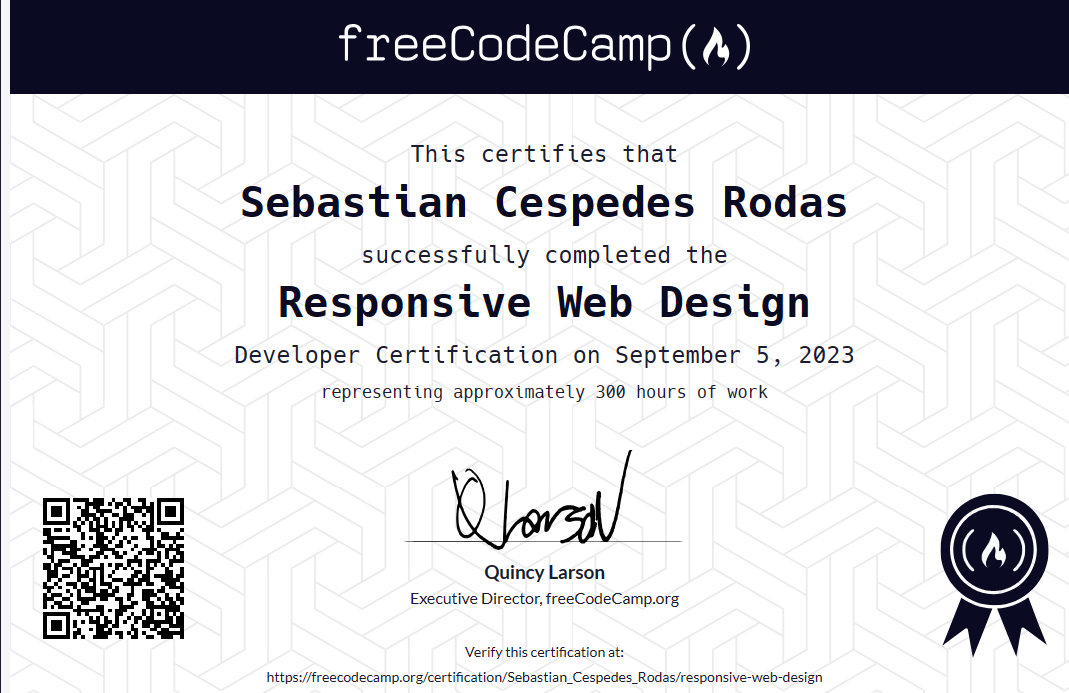 freeCodeCamp
This certifies that
Sebastian Cespedes Rodas
successfully completed the
Responsive Web Design
Developer Certification on September 5, 2023
representing approximately 300 hours of work
Q Larson
Quincy Larson
Executive Director, freeCodeCamp.org
Verify this certification at:
https://freecodecamp.org/certification/Sebastian_Cespedes_Rodas/responsive-web-design